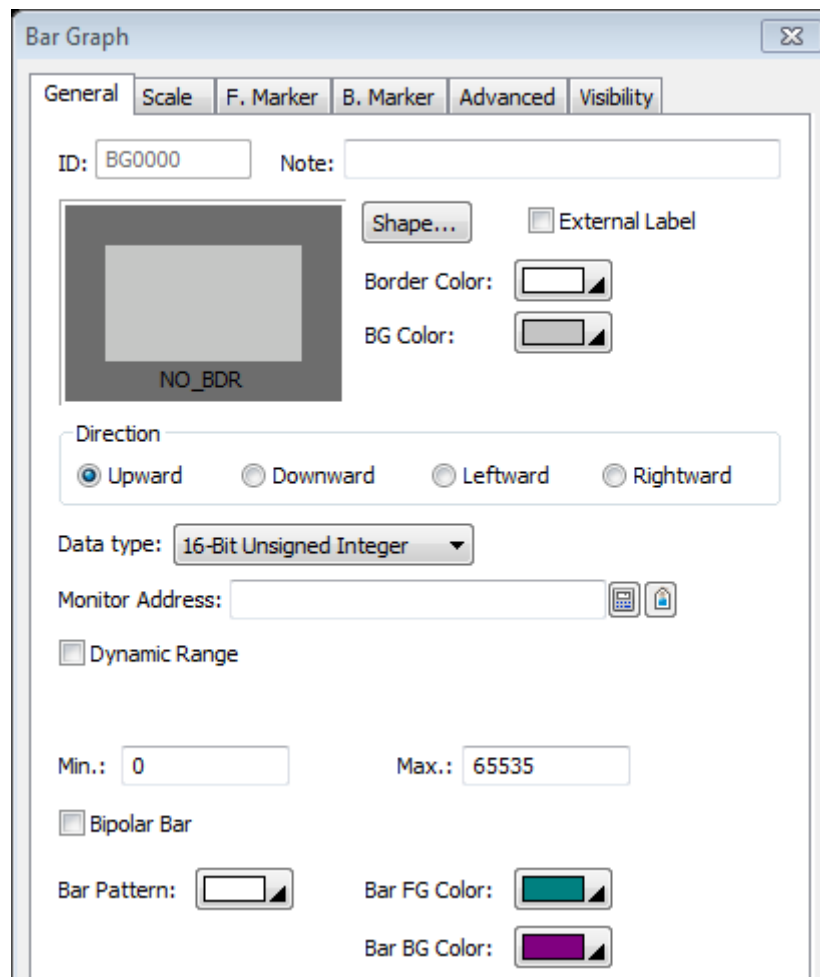 Bar Graph
General Scale F. Marker B. Marker Advanced Visibility
ID: BG0000 Note:
Shape... External Label
Border Color:
BG Color:
NO_BDR
Direction
Upward Downward Leftward Rightward
Data type: 16-Bit Unsigned Integer
Monitor Address:
Dynamic Range
Min.: 0 Max.: 65535
Bipolar Bar
Bar Pattern: Bar FG Color:
Bar BG Color: